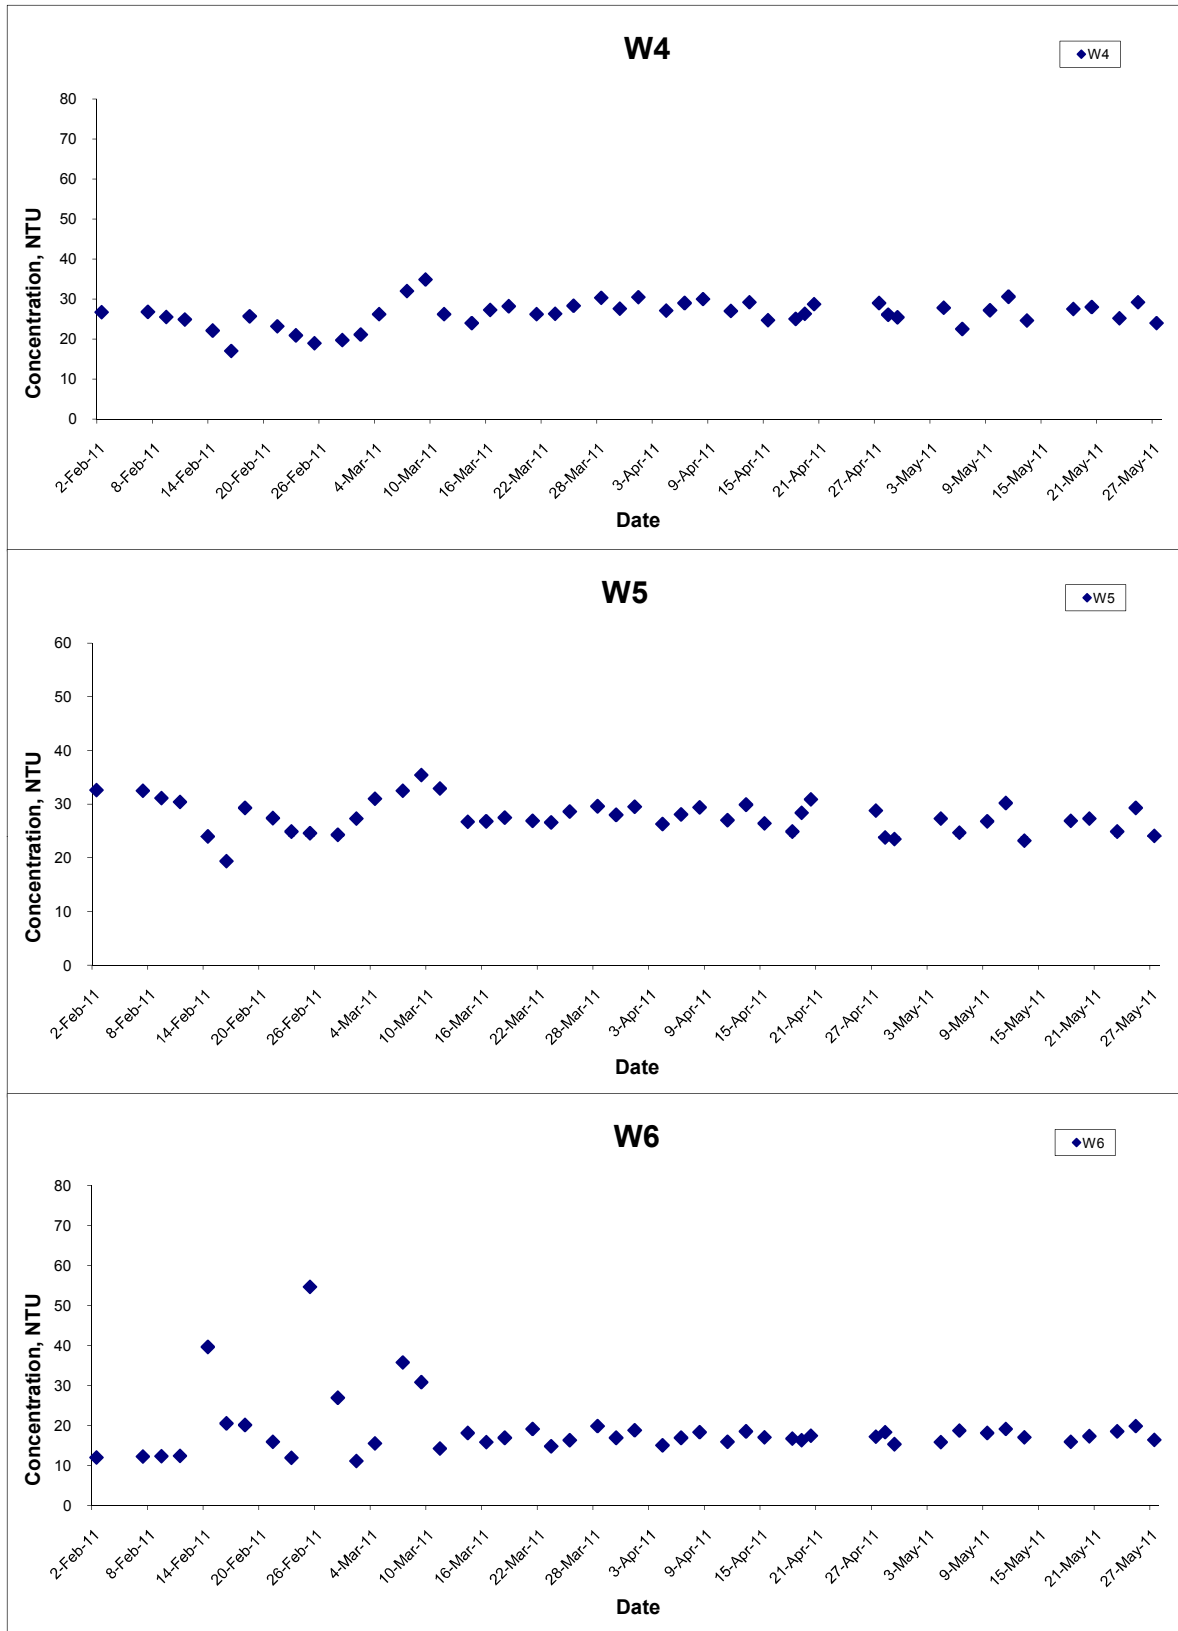 W4
W4
80
70
60
50
40
30
20
10
0
Concentration, NTU
2-Feb-11
8-Feb-11
14-Feb-11
20-Feb-11
26-Feb-11
4-Mar-11
10-Mar-11
16-Mar-11
22-Mar-11
28-Mar-11
3-Apr-11
9-Apr-11
15-Apr-11
21-Apr-11
27-Apr-11
3-May-11
9-May-11
15-May-11
21-May-11
27-May-11
Date
W5
W5
60
50
40
30
20
10
0
Concentration, NTU
2-Feb-11
8-Feb-11
14-Feb-11
20-Feb-11
26-Feb-11
4-Mar-11
10-Mar-11
16-Mar-11
22-Mar-11
28-Mar-11
3-Apr-11
9-Apr-11
15-Apr-11
21-Apr-11
27-Apr-11
3-May-11
9-May-11
15-May-11
21-May-11
27-May-11
Date
W6
W6
80
70
60
50
40
30
20
10
0
Concentration, NTU
2-Feb-11
8-Feb-11
14-Feb-11
20-Feb-11
26-Feb-11
4-Mar-11
10-Mar-11
16-Mar-11
22-Mar-11
28-Mar-11
3-Apr-11
9-Apr-11
15-Apr-11
21-Apr-11
27-Apr-11
3-May-11
9-May-11
15-May-11
21-May-11
27-May-11
Date